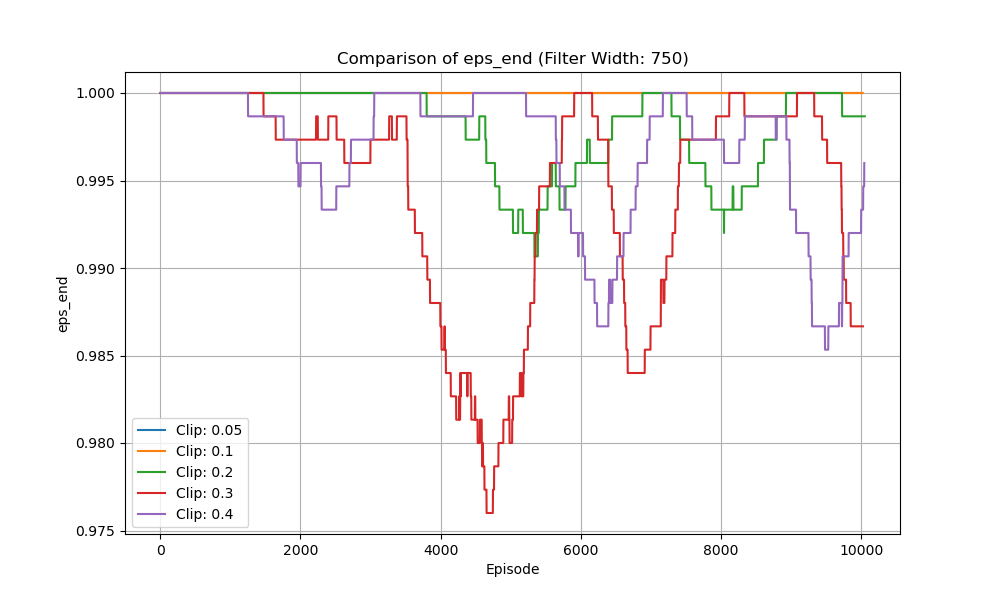 Comparison of eps_end (Filter Width: 750)
1.000
0.995
0.990
0.985
0.980
0.975
eps_end
Clip: 0.05
Clip: 0.1
Clip: 0.2
Clip: 0.3
Clip: 0.4
0 2000 4000 6000 8000 10000
Episode